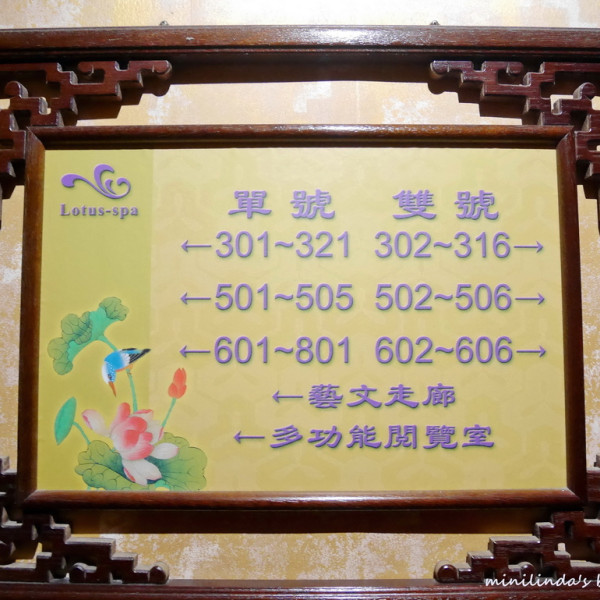 Lotus-spa
單號 雙號
←301~321 302~316→
←501~505 502~506→
←601~801 602~606→
←藝文走廊
←多功能閱覽室
minilinda's